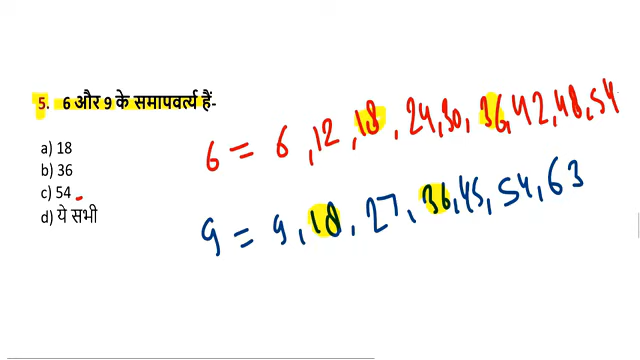 5. 6 और 9 के समापवर्त्य हैं-
a) 18
b) 36
c) 54
d) ये सभी
6 = 6, 12, 18, 24, 30, 36, 42, 48, 54
9 = 9, 18, 27, 36, 45, 54, 63